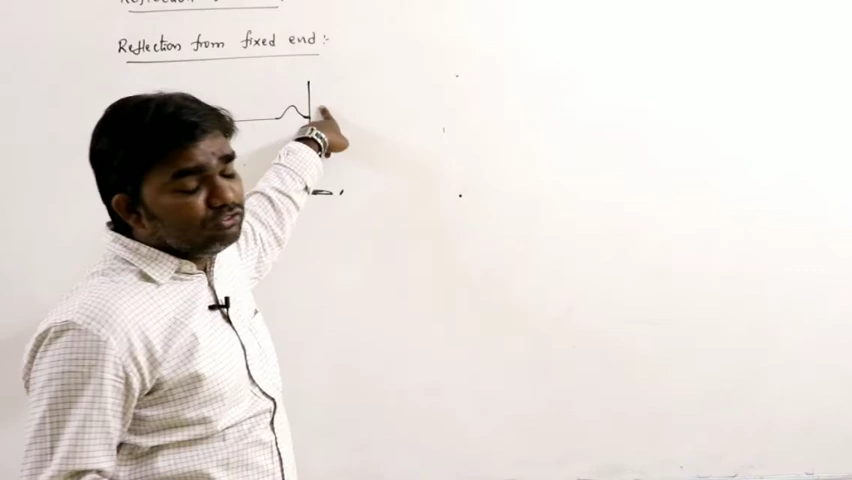 Reflection from fixed end :-